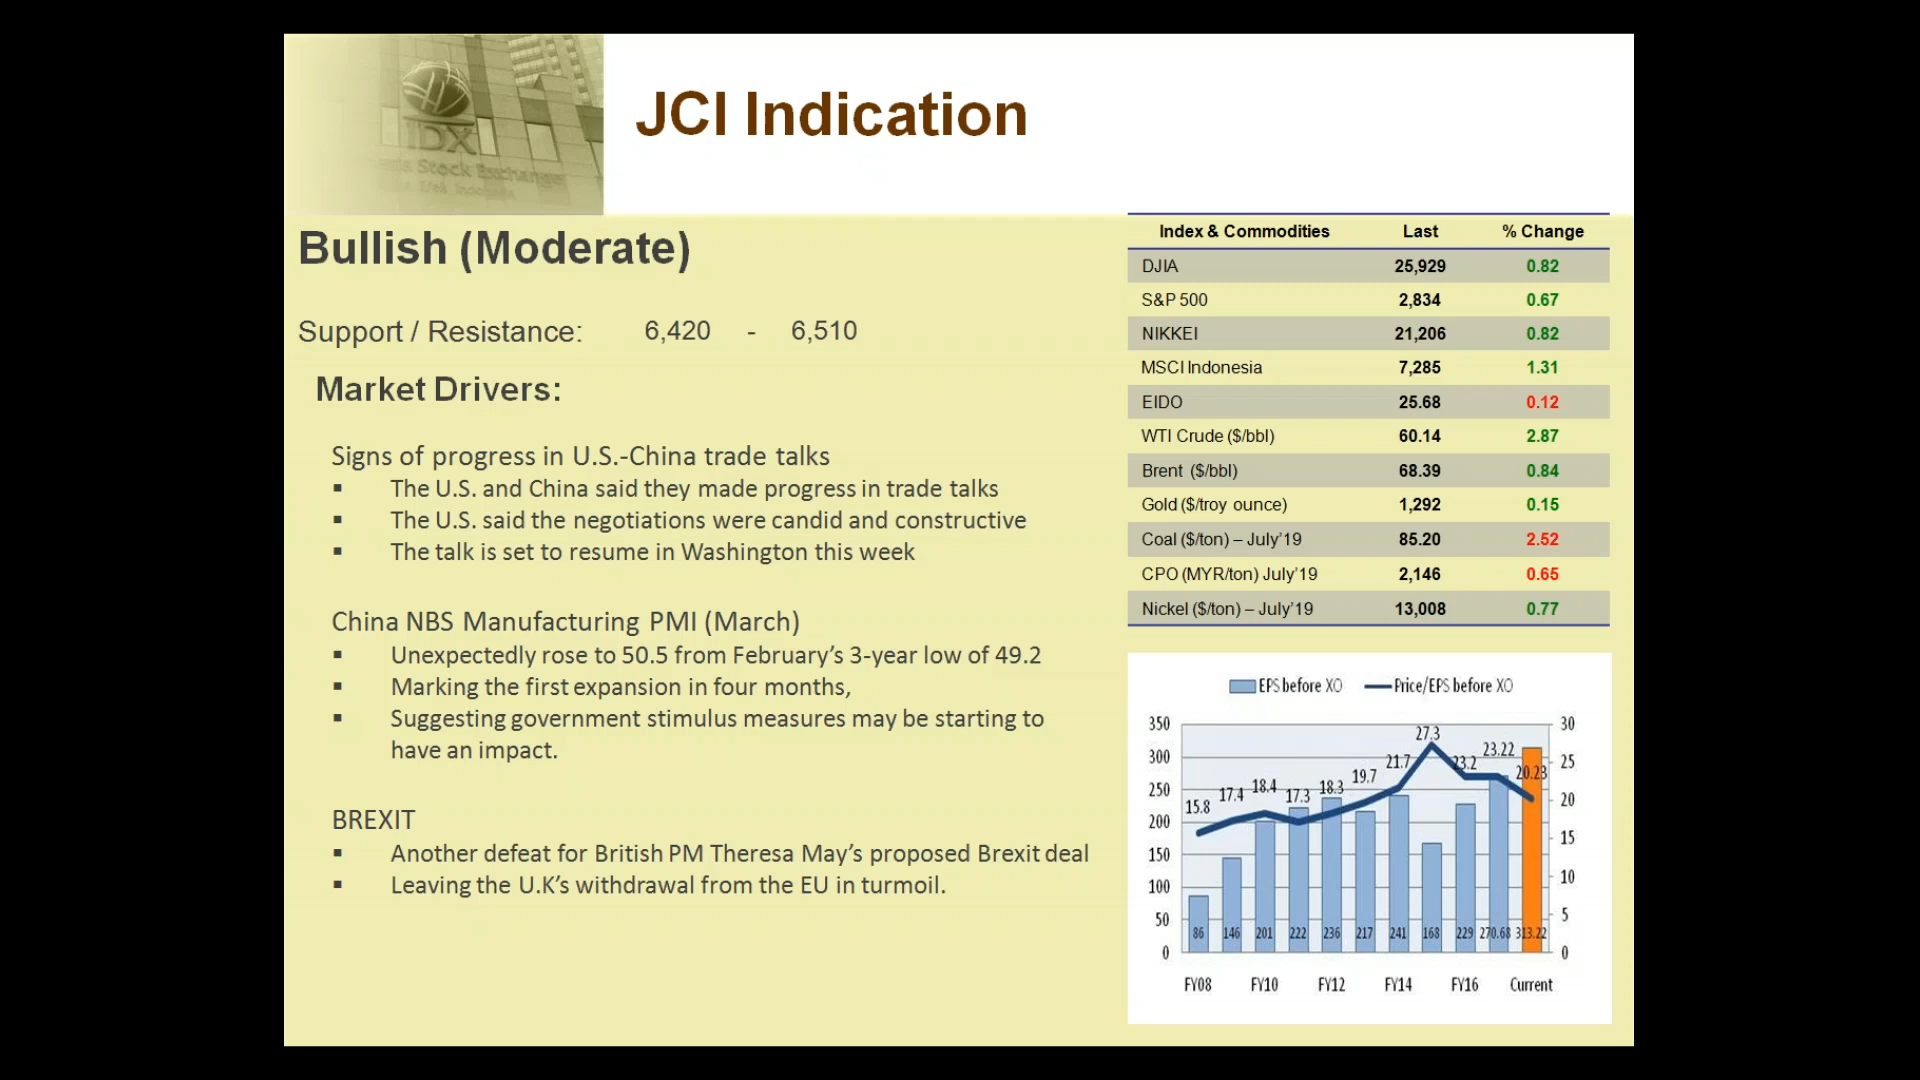 IDX
Stock Exchange
JCI Indication
Bullish (Moderate)
Support / Resistance: 6,420 - 6,510
Market Drivers:
Signs of progress in U.S.-China trade talks
▪ The U.S. and China said they made progress in trade talks
▪ The U.S. said the negotiations were candid and constructive
▪ The talk is set to resume in Washington this week
China NBS Manufacturing PMI (March)
▪ Unexpectedly rose to 50.5 from February’s 3-year low of 49.2
▪ Marking the first expansion in four months,
▪ Suggesting government stimulus measures may be starting to
have an impact.
BREXIT
▪ Another defeat for British PM Theresa May’s proposed Brexit deal
▪ Leaving the U.K’s withdrawal from the EU in turmoil.
Index & Commodities Last % Change
DJIA 25,929 0.82
S&P 500 2,834 0.67
NIKKEI 21,206 0.82
MSCI Indonesia 7,285 1.31
EIDO 25.68 0.12
WTI Crude ($/bbl) 60.14 2.87
Brent ($/bbl) 68.39 0.84
Gold ($/troy ounce) 1,292 0.15
Coal ($/ton) – July’19 85.20 2.52
CPO (MYR/ton) July’19 2,146 0.65
Nickel ($/ton) – July’19 13,008 0.77
EPS before XO Price/EPS before XO
350 30
300 25
250 20
200 15
150 10
100 5
50 0
0
15.8 17.4 18.4 17.3 18.3 19.7 21.7 27.3 23.2 23.22 20.23
86 146 201 222 236 217 241 168 229 270.68 313.22
FY08 FY10 FY12 FY14 FY16 Current